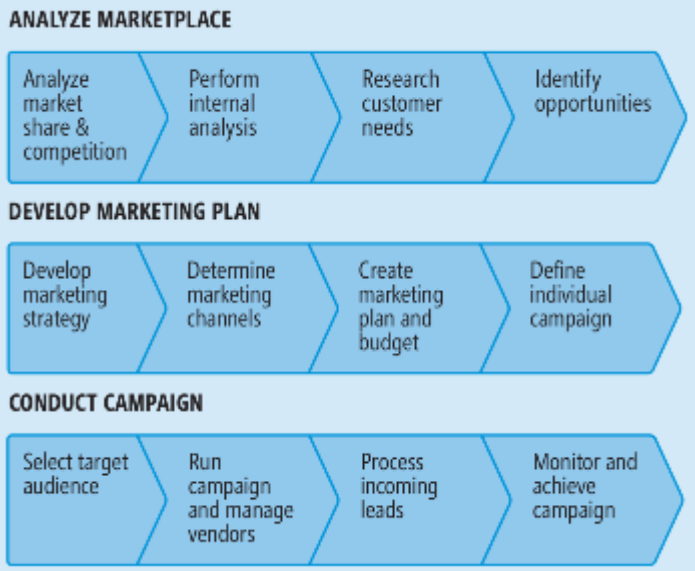 ANALYZE MARKETPLACE
Analyze
market
share &
competition
Perform
internal
analysis
Research
customer
needs
Identify
opportunities
DEVELOP MARKETING PLAN
Develop
marketing
strategy
Determine
marketing
channels
Create
marketing
plan and
budget
Define
individual
campaign
CONDUCT CAMPAIGN
Select target
audience
Run
campaign
and manage
vendors
Process
incoming
leads
Monitor and
achieve
campaign